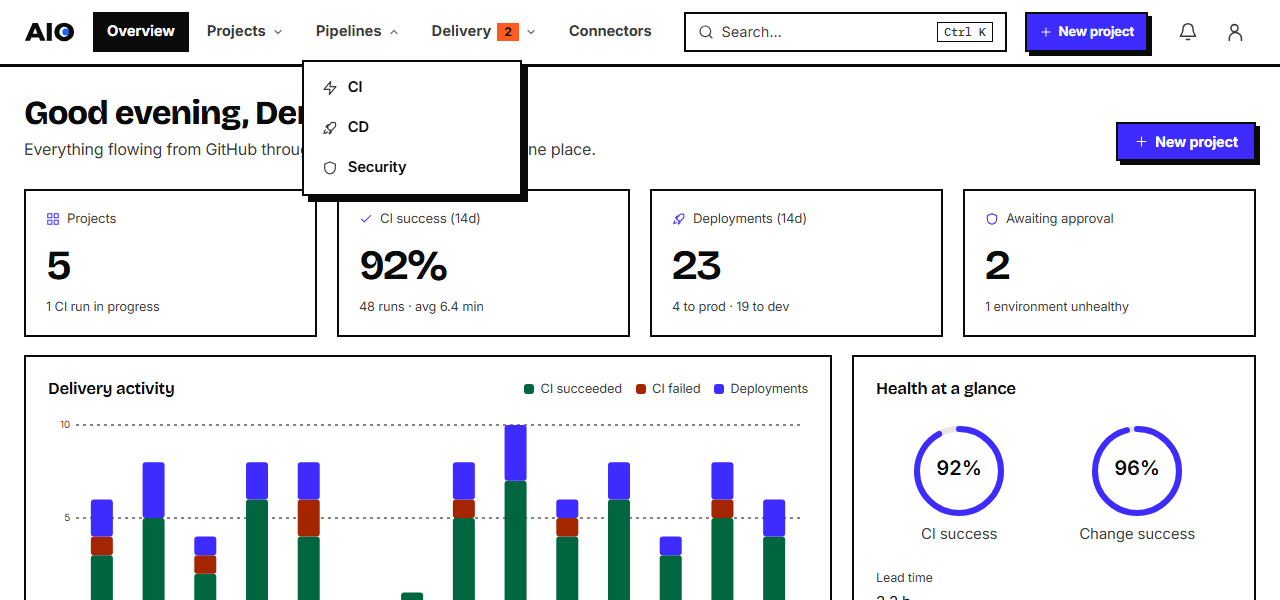 AIO
Overview
Projects
Pipelines
Delivery 2
Connectors
Search...
Ctrl K
New project
CI
CD
Security
Good evening,
Everything flowing from GitHub
ne place.
New project
Projects
5
1 CI run in progress
CI success (14d)
92%
48 runs · avg 6.4 min
Deployments (14d)
23
4 to prod · 19 to dev
Awaiting approval
2
1 environment unhealthy
Delivery activity
CI succeeded
CI failed
Deployments
10
5
Health at a glance
92%
CI success
96%
Change success
Lead time